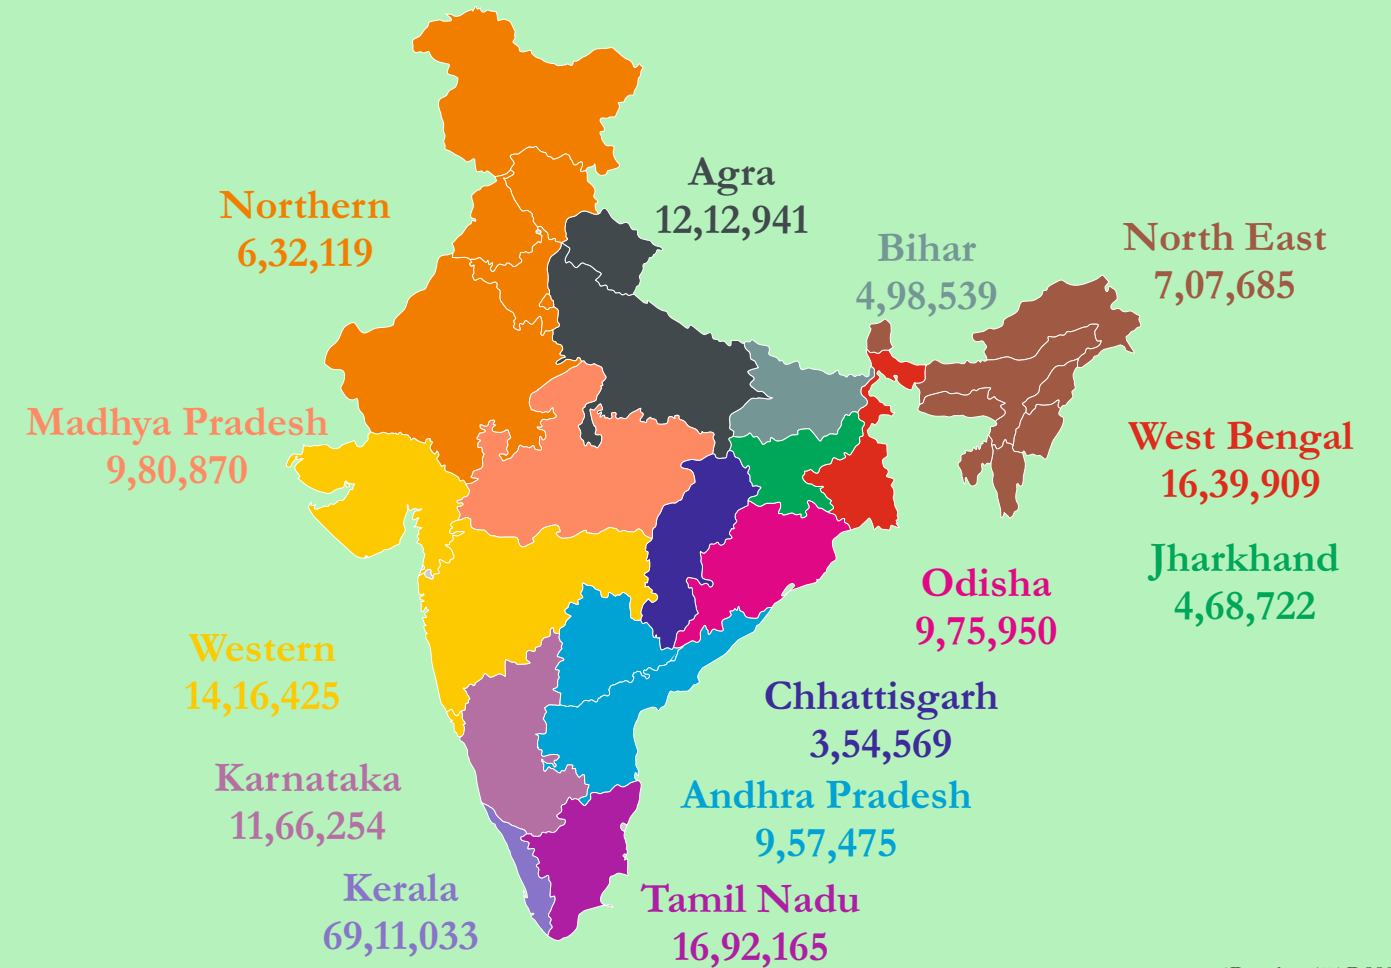 Agra
12,12,941
Northern
6,32,119
Bihar
4,98,539
North East
7,07,685
Madhya Pradesh
9,80,870
West Bengal
16,39,909
Jharkhand
4,68,722
Odisha
9,75,950
Western
14,16,425
Chhattisgarh
3,54,569
Karnataka
11,66,254
Andhra Pradesh
9,57,475
Kerala
69,11,033
Tamil Nadu
16,92,165